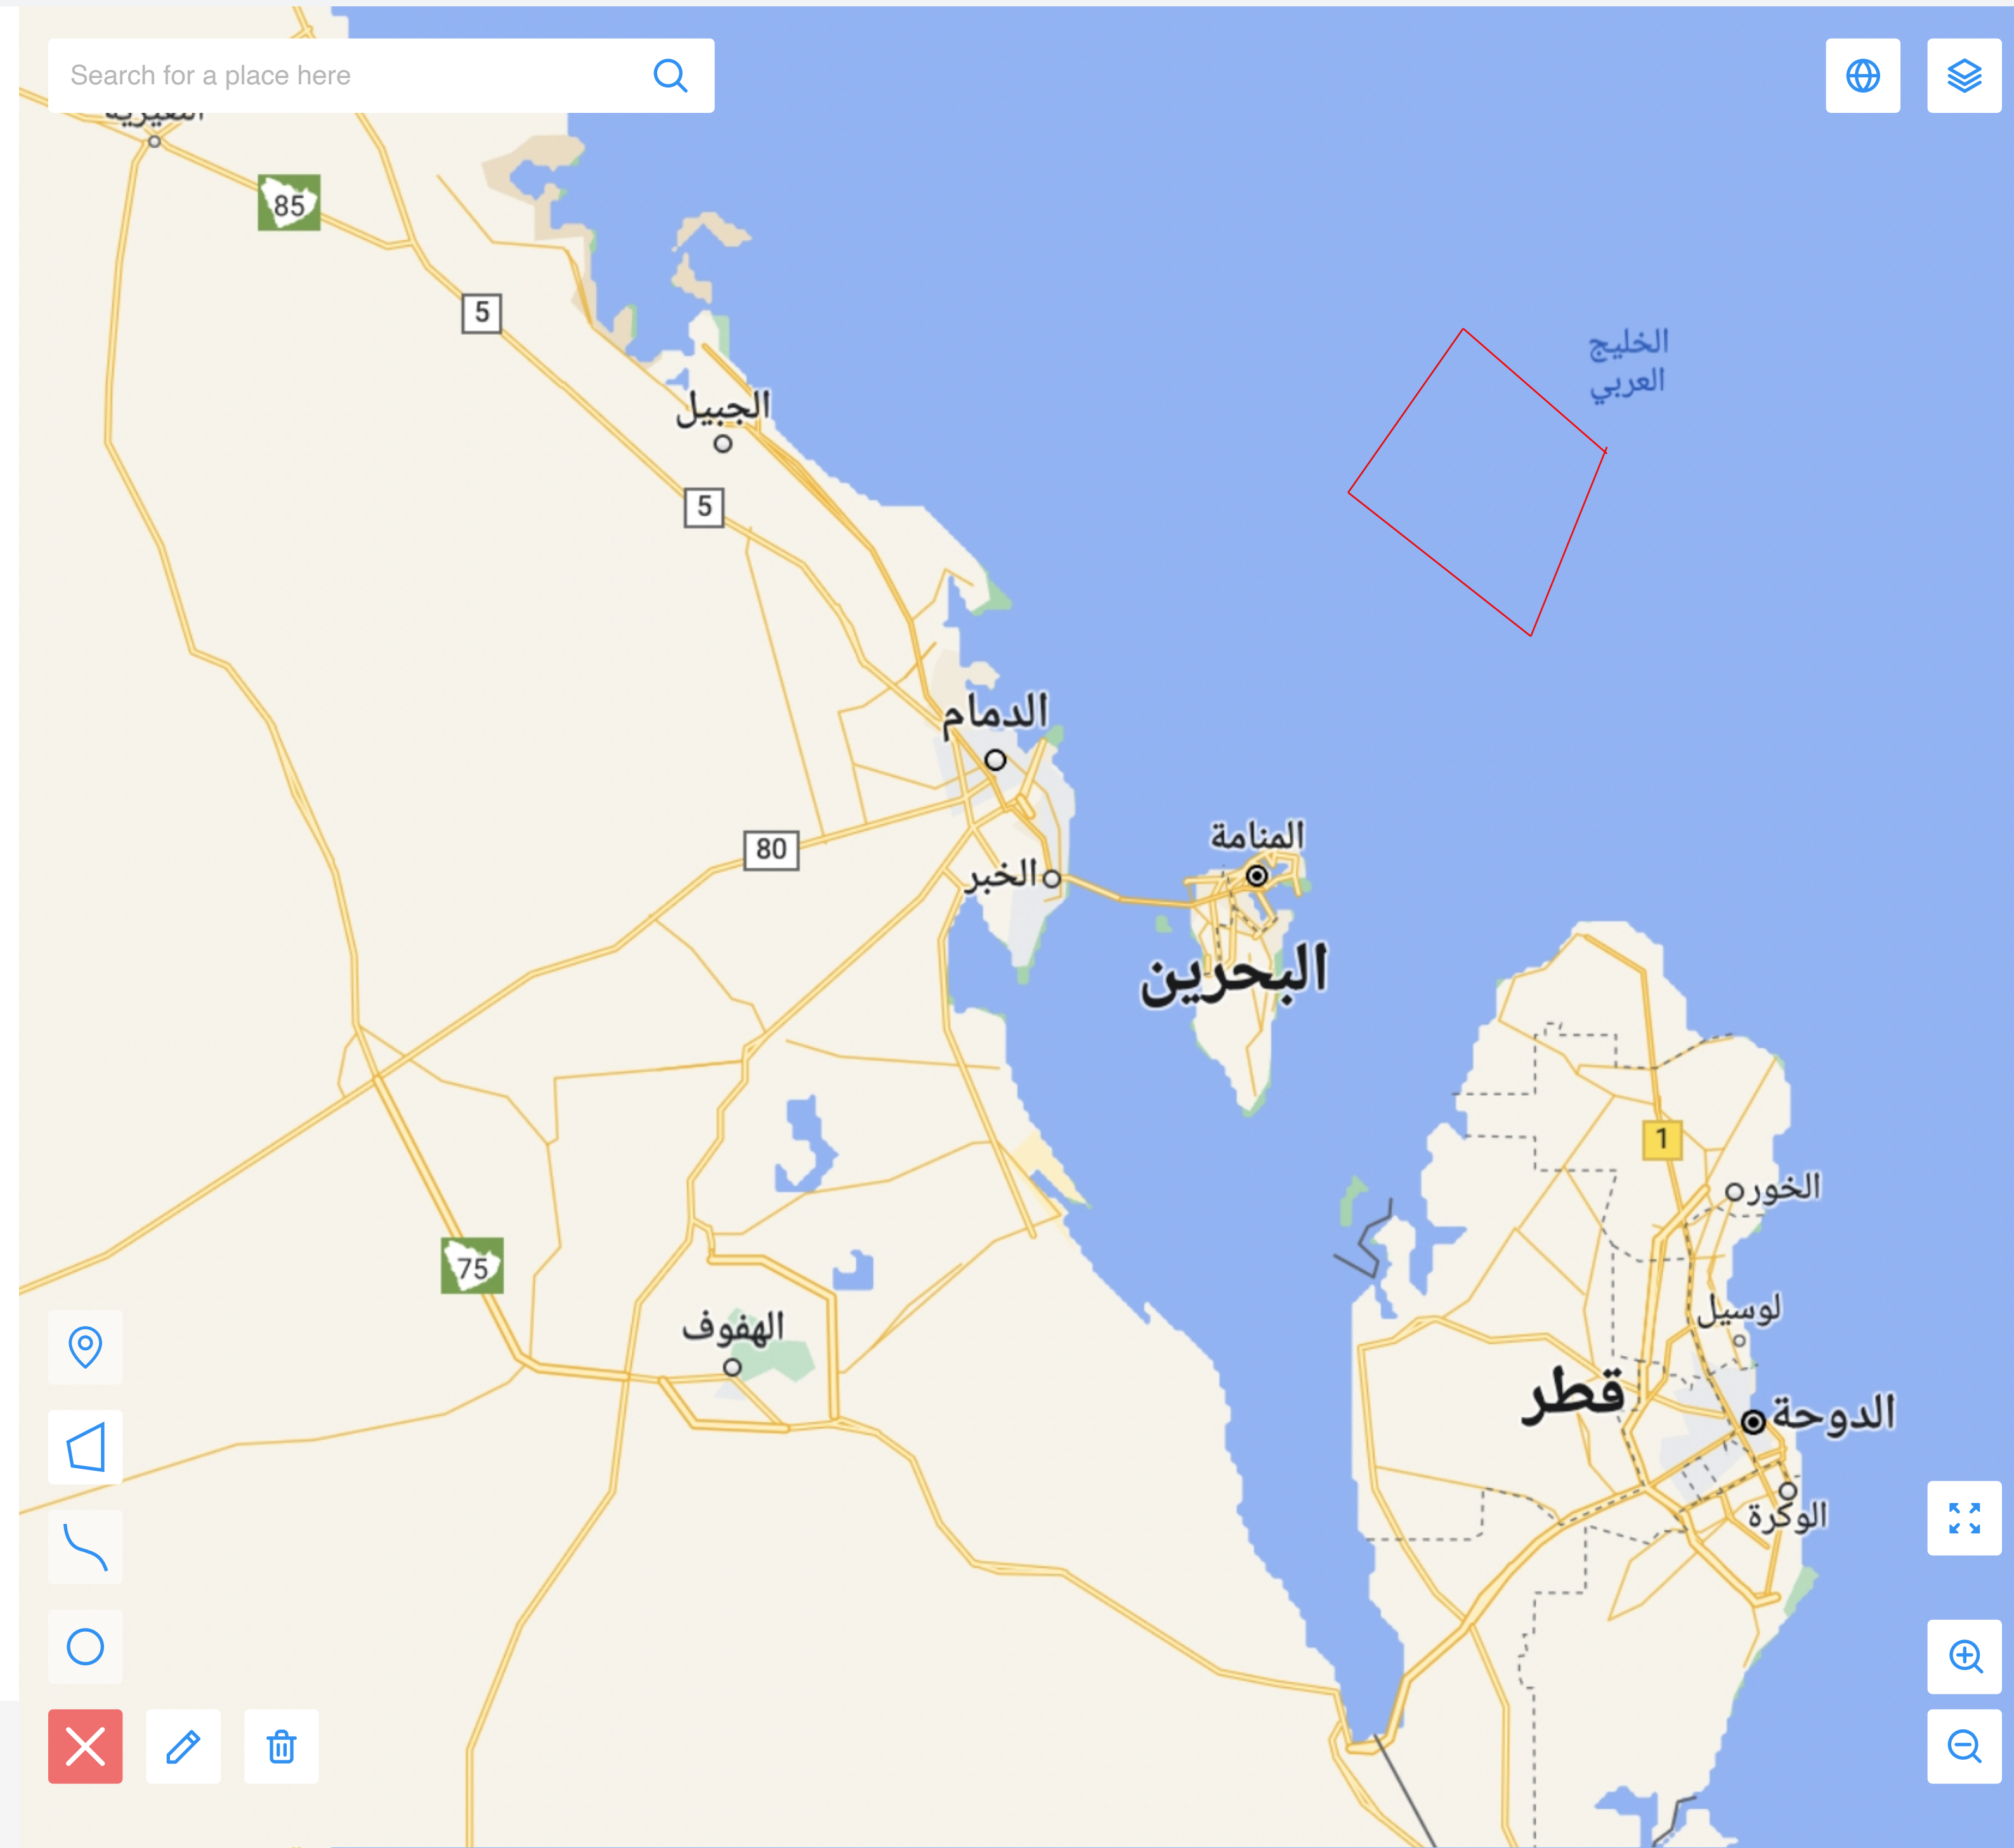 Search for a place here
النعيرية
85
5
الخليج
العربي
الجبيل
5
الدمام
80
المنامة
الخبر
البحرين
1
الخور
75
لوسيل
الهفوف
قطر
الدوحة
الوكرة